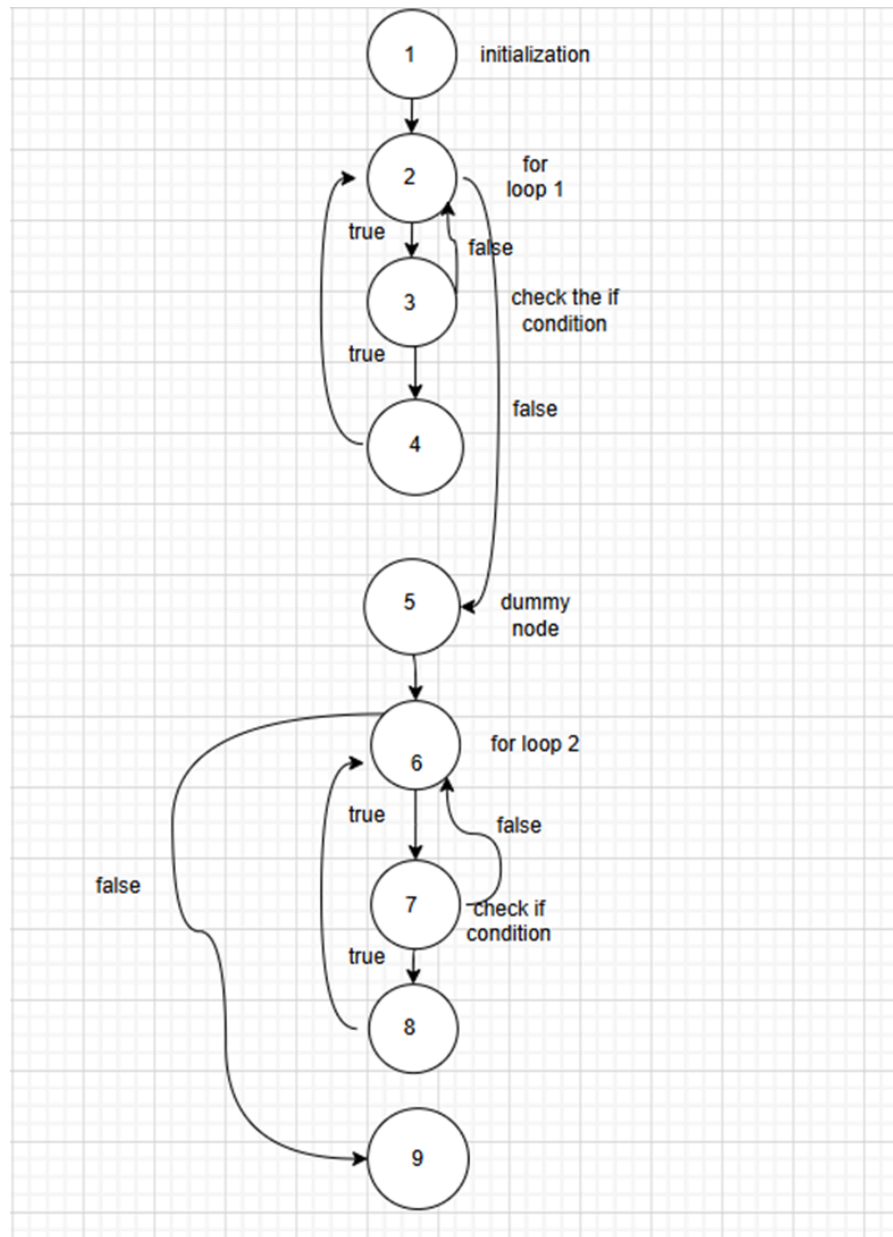 1
initialization
2
for
loop 1
true
false
3
check the if
condition
true
false
4
5
dummy
node
6
for loop 2
true
false
false
7
check if
condition
true
8
9